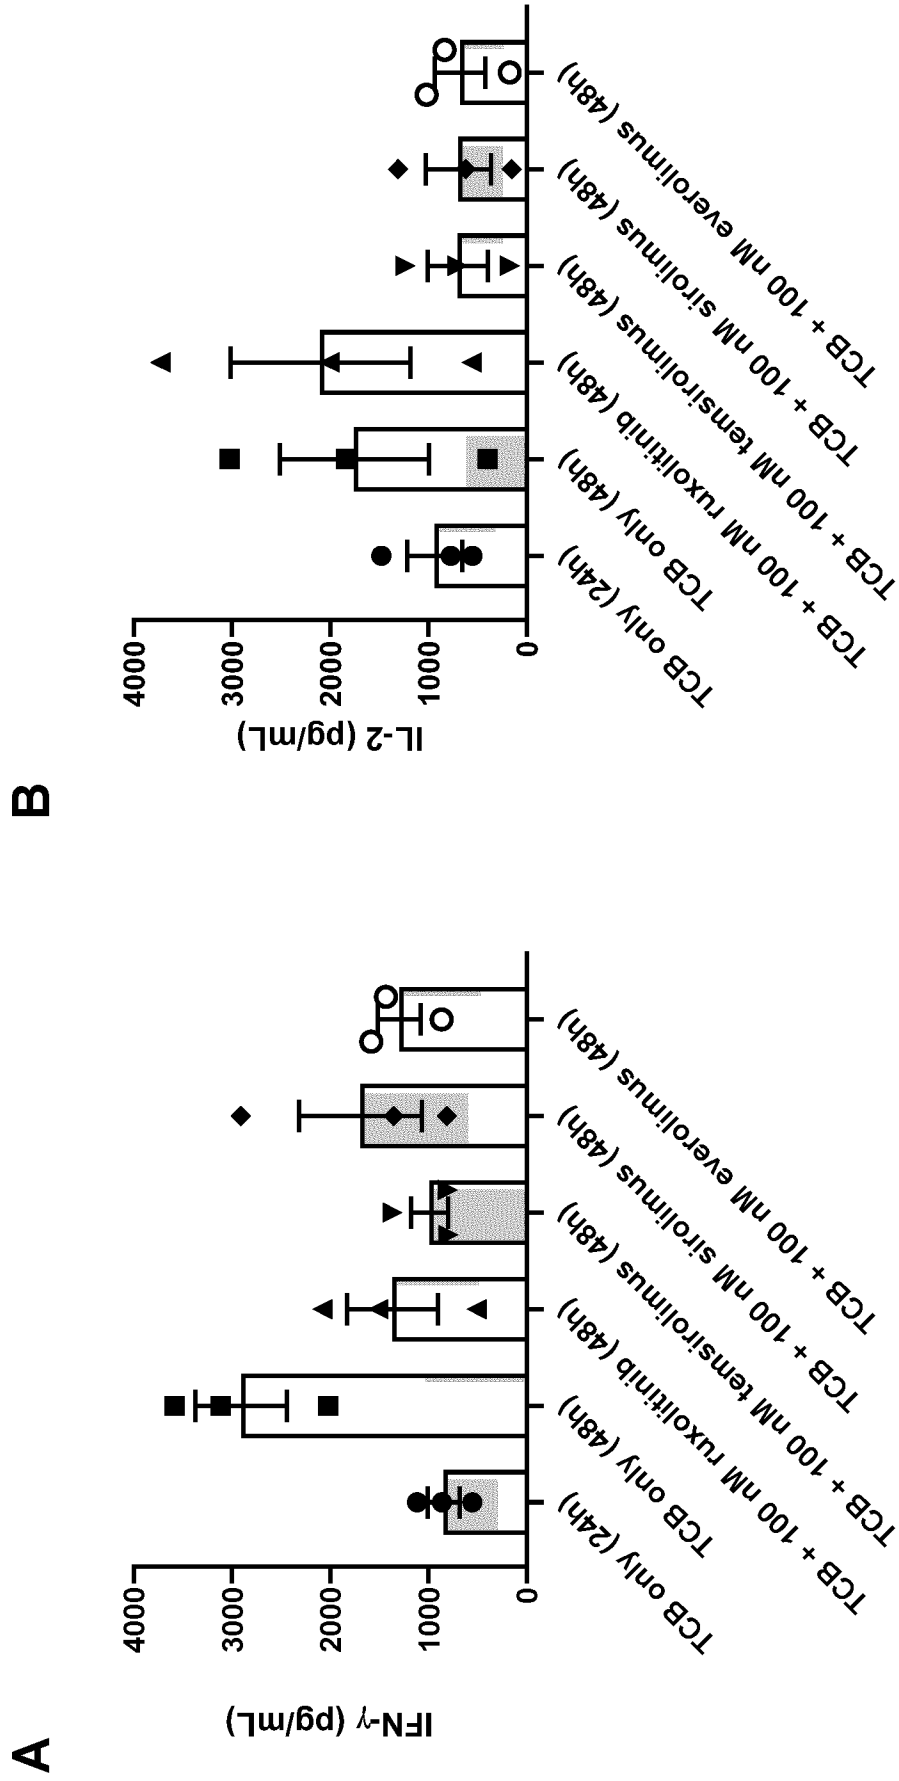 A
IFN-γ (pg/mL)
4000
3000
2000
1000
0
TCB only (24h)
TCB only (48h)
TCB + 100 nM ruxolitinib (48h)
TCB + 100 nM temsirolimus (48h)
TCB + 100 nM sirolimus (48h)
TCB + 100 nM everolimus (48h)
B
IL-2 (pg/mL)
4000
3000
2000
1000
0
TCB only (24h)
TCB only (48h)
TCB + 100 nM ruxolitinib (48h)
TCB + 100 nM temsirolimus (48h)
TCB + 100 nM sirolimus (48h)
TCB + 100 nM everolimus (48h)